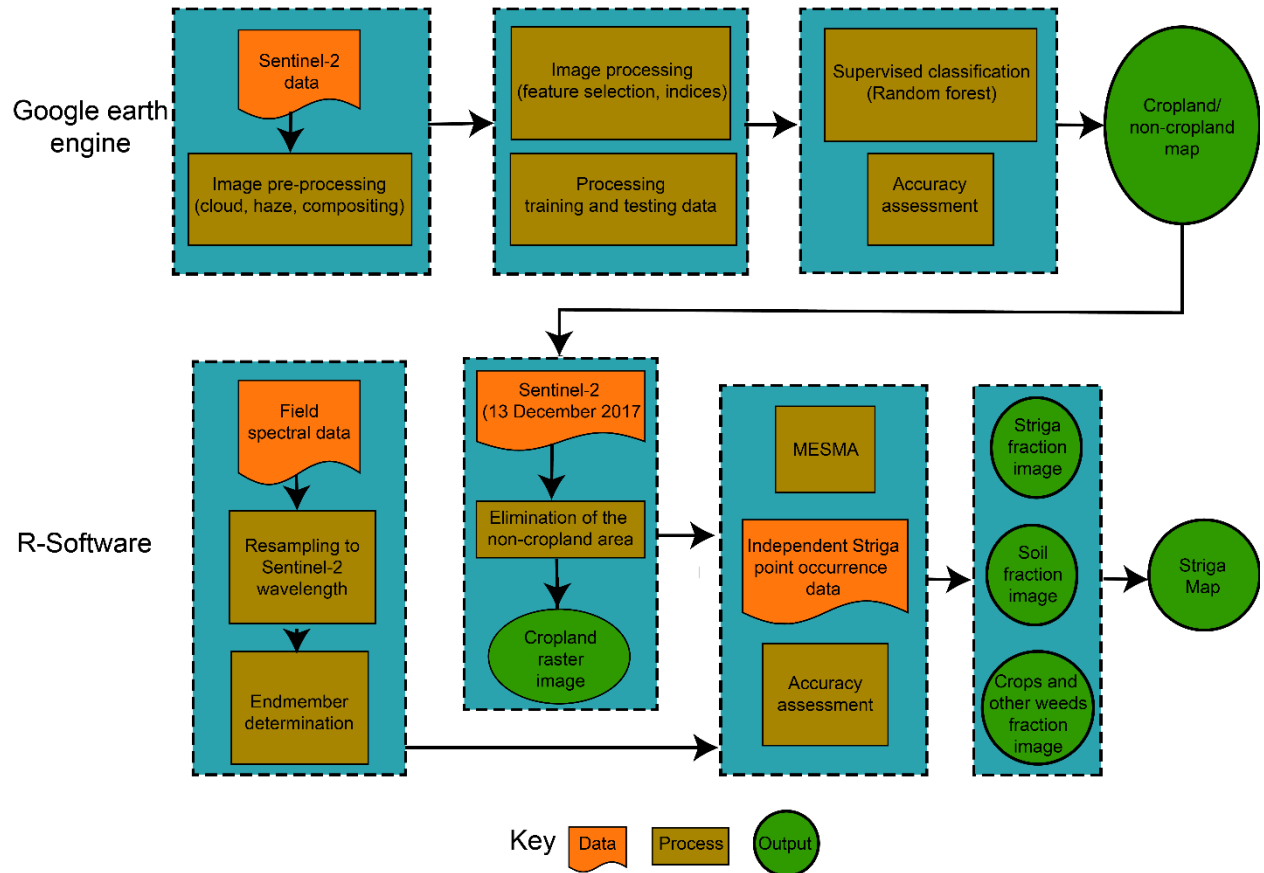 Google earth
engine
Sentinel-2
data
Image pre-processing
(cloud, haze, compositing)
Image processing
(feature selection, indices)
Processing
training and testing data
Supervised classification
(Random forest)
Accuracy
assessment
Cropland/
non-cropland
map
R-Software
Field
spectral data
Resampling to
Sentinel-2
wavelength
Endmember
determination
Sentinel-2
(13 December 2017
Elimination of the
non-cropland area
Cropland
raster
image
MESMA
Independent Striga
point occurrence
data
Accuracy
assessment
Striga
fraction
image
Soil
fraction
image
Crops and
other weeds
fraction
image
Striga
Map
Key
Data
Process
Output